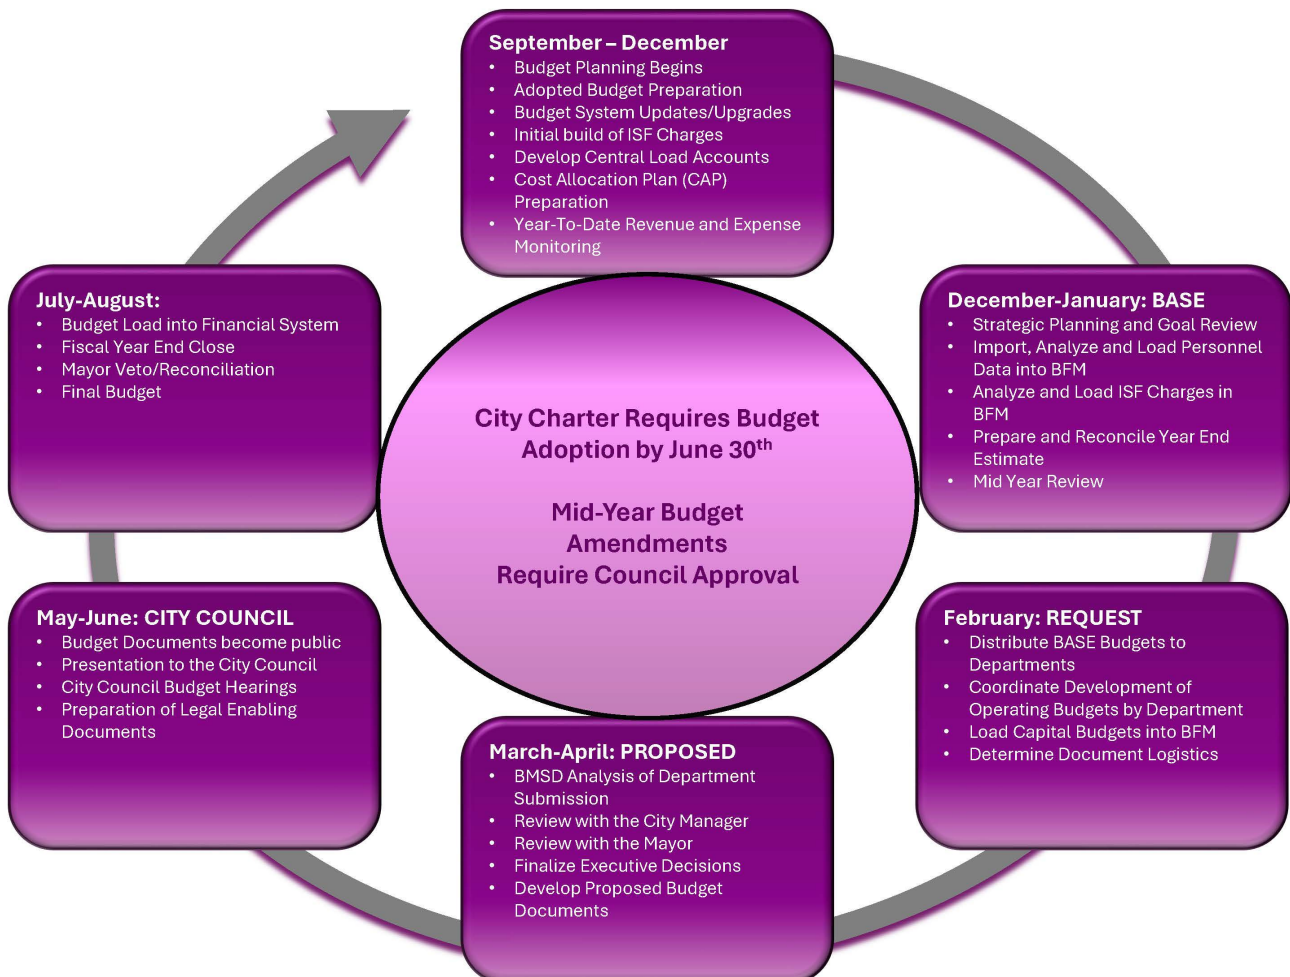 September – December
• Budget Planning Begins
• Adopted Budget Preparation
• Budget System Updates/Upgrades
• Initial build of ISF Charges
• Develop Central Load Accounts
• Cost Allocation Plan (CAP)
Preparation
• Year-To-Date Revenue and Expense
Monitoring
December-January: BASE
• Strategic Planning and Goal Review
• Import, Analyze and Load Personnel
Data into BFM
• Analyze and Load ISF Charges in
BFM
• Prepare and Reconcile Year End
Estimate
• Mid Year Review
February: REQUEST
• Distribute BASE Budgets to
Departments
• Coordinate Development of
Operating Budgets by Department
• Load Capital Budgets into BFM
• Determine Document Logistics
March-April: PROPOSED
• BMSD Analysis of Department
Submission
• Review with the City Manager
• Review with the Mayor
• Finalize Executive Decisions
• Develop Proposed Budget
Documents
May-June: CITY COUNCIL
• Budget Documents become public
• Presentation to the City Council
• City Council Budget Hearings
• Preparation of Legal Enabling
Documents
July-August:
• Budget Load into Financial System
• Fiscal Year End Close
• Mayor Veto/Reconciliation
• Final Budget
City Charter Requires Budget
Adoption by June 30th
Mid-Year Budget
Amendments
Require Council Approval